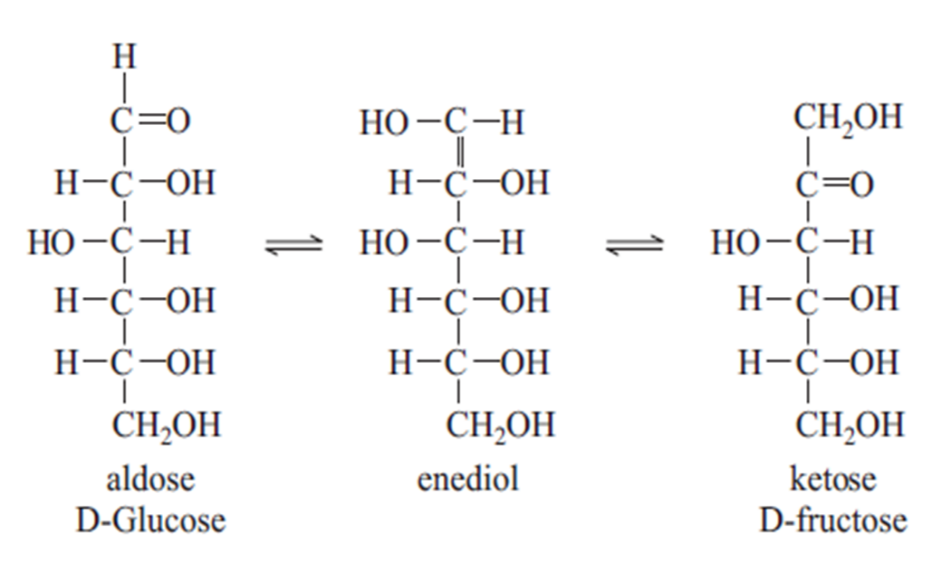 H
C=O HO-C-H CH₂OH
H-C-OH H-C-OH C=O
HO-C-H ⇌ HO-C-H ⇌ HO-C-H
H-C-OH H-C-OH H-C-OH
H-C-OH H-C-OH H-C-OH
CH₂OH CH₂OH CH₂OH
aldose enediol ketose
D-Glucose D-fructose